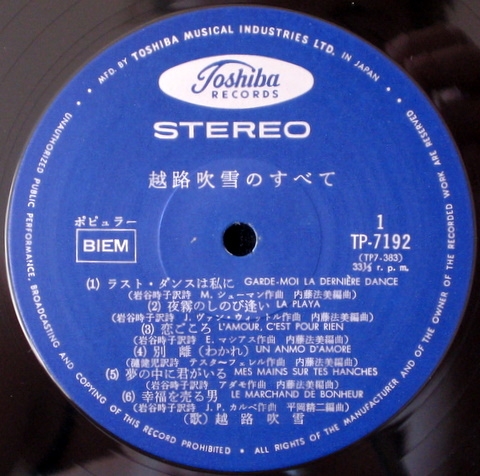 • MFD. BY TOSHIBA MUSICAL INDUSTRIES LTD. IN JAPAN •
Toshiba
RECORDS
STEREO
越路吹雪のすべて
ポピュラー
BIEM
1
TP-7192
(TP7-383)
33⅓ r. p. m.
(1) ラスト・ダンスは私に GARDE-MOI LA DERNIÈRE DANCE
(岩谷時子訳詩 M. シューマン作曲 内藤法美編曲)
(2) 夜霧のしのび逢い LA PLAYA
(岩谷時子訳詩 J. ヴァン・ウェッテル作曲 内藤法美編曲)
(3) 恋ごころ L'AMOUR, C'EST POUR RIEN
(岩谷時子訳詩 E. マシアス作曲 内藤法美編曲)
(4) 別離(わかれ) UN ANMO D'AMORE
健児訳詩 テスターファ レルル作曲 内藤法美編曲)
(5) 夢の中に君がいる MES MAINS SUR TES HANCHES
(岩谷時子訳詩 アダモ作曲 内藤法美編曲)
(6) 幸福を売る男 LE MARCHAND DE BONHEUR
(岩谷時子訳詩 J. P. カルベ作曲 平岡精二編曲)
(歌) 越路吹雪
UNAUTHORIZED PUBLIC PERFORMANCE, BROADCASTING AND COPYING OF THIS RECORD PROHIBITED • ALL RIGHTS OF THE MANUFACTURER AND OF THE OWNER OF THE RECORDED WORK ARE RESERVED